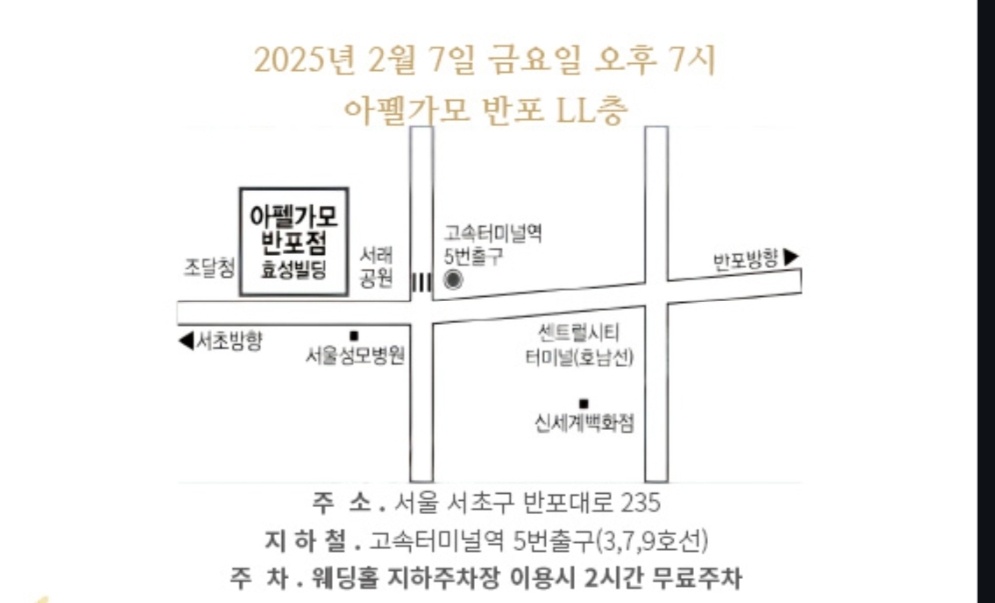 2025년 2월 7일 금요일 오후 7시
아펠가모 반포 LL층
아펠가모
반포점
효성빌딩
조달청
서래
공원
고속터미널역
5번출구
반포방향▶
◀서초방향
서울성모병원
센트럴시티
터미널(호남선)
신세계백화점
주 소 . 서울 서초구 반포대로 235
지 하 철 . 고속터미널역 5번출구(3,7,9호선)
주 차 . 웨딩홀 지하주차장 이용시 2시간 무료주차